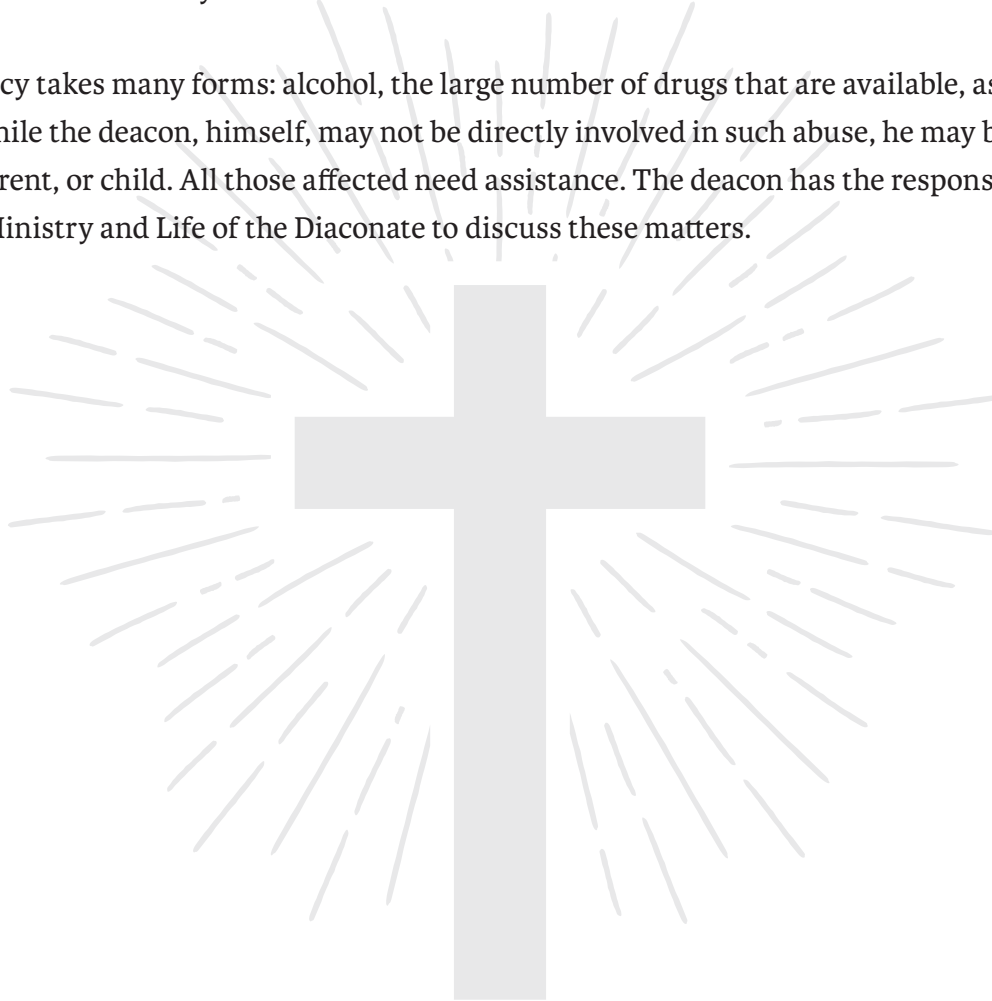 cy takes many forms: alcohol, the large number of drugs that are available, as
hile the deacon, himself, may not be directly involved in such abuse, he may b
rent, or child. All those affected need assistance. The deacon has the respons
inistry and Life of the Diaconate to discuss these matters.